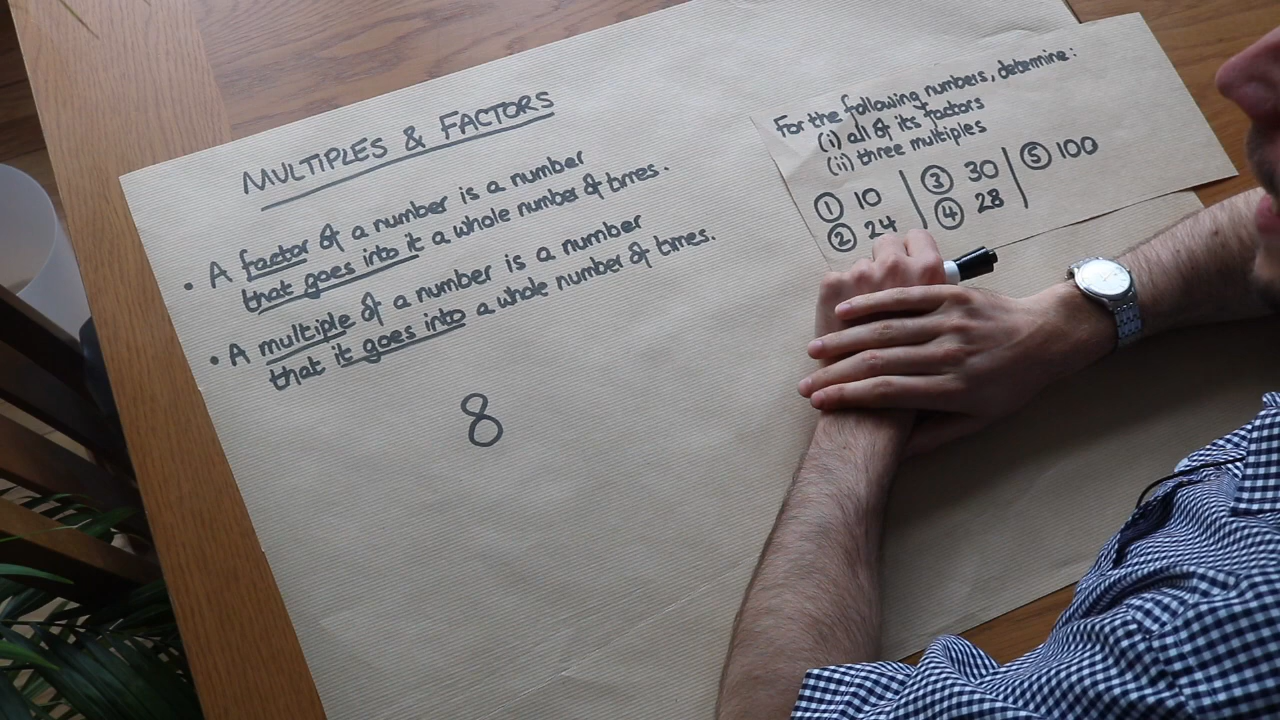 MULTIPLES & FACTORS
• A factor of a number is a number
that goes into it a whole number of times.
• A multiple of a number is a number
that it goes into a whole number of times.
8
For the following numbers, determine:
(i) all of its factors
(ii) three multiples
① 10
② 24
③ 30
④ 28
⑤ 100